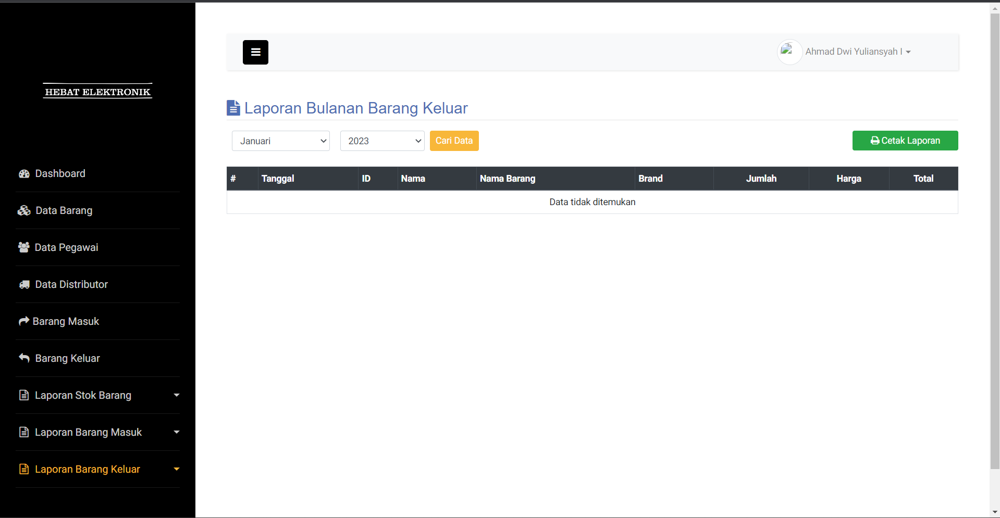 HEBAT ELEKTRONIK
Dashboard
Data Barang
Data Pegawai
Data Distributor
Barang Masuk
Barang Keluar
Laporan Stok Barang
Laporan Barang Masuk
Laporan Barang Keluar
Ahmad Dwi Yuliansyah I
Laporan Bulanan Barang Keluar
Januari 2023 Cari Data Cetak Laporan
# Tanggal ID Nama Nama Barang Brand Jumlah Harga Total
Data tidak ditemukan